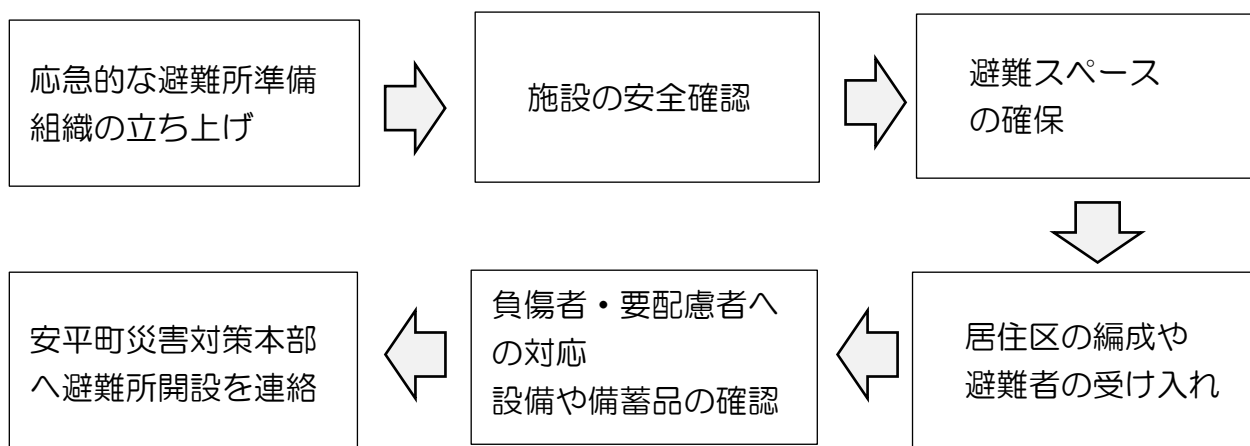 応急的な避難所準備
組織の立ち上げ
施設の安全確認
避難スペース
の確保
居住区の編成や
避難者の受け入れ
負傷者・要配慮者へ
の対応
設備や備蓄品の確認
安平町災害対策本部
へ避難所開設を連絡